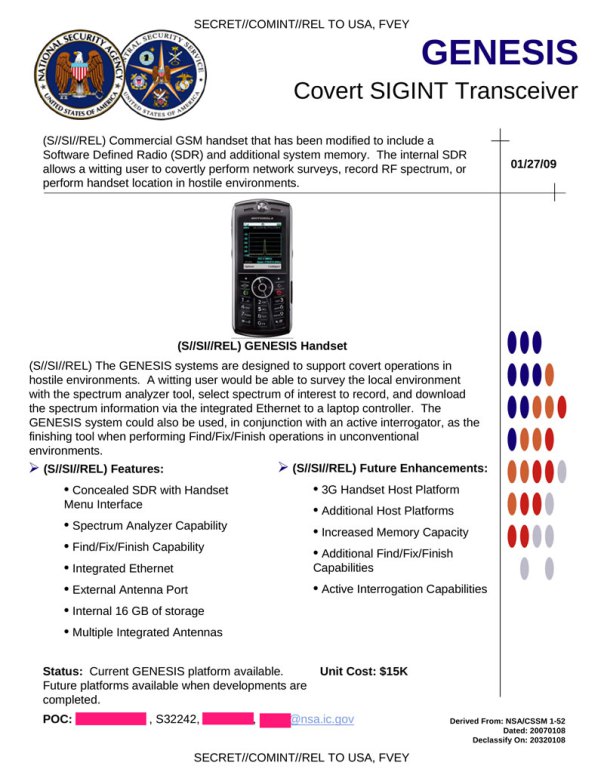 SECRET//COMINT//REL TO USA, FVEY
NATIONAL SECURITY AGENCY
UNITED STATES OF AMERICA
CENTRAL SECURITY SERVICE
GENESIS
Covert SIGINT Transceiver
(S//SI//REL) Commercial GSM handset that has been modified to include a
Software Defined Radio (SDR) and additional system memory. The internal SDR
allows a witting user to covertly perform network surveys, record RF spectrum, or
perform handset location in hostile environments.
01/27/09
MOTOROLA
(S//SI//REL) GENESIS Handset
(S//SI//REL) The GENESIS systems are designed to support covert operations in
hostile environments. A witting user would be able to survey the local environment
with the spectrum analyzer tool, select spectrum of interest to record, and download
the spectrum information via the integrated Ethernet to a laptop controller. The
GENESIS system could also be used, in conjunction with an active interrogator, as the
finishing tool when performing Find/Fix/Finish operations in unconventional
environments.
➢ (S//SI//REL) Features:
• Concealed SDR with Handset
Menu Interface
• Spectrum Analyzer Capability
• Find/Fix/Finish Capability
• Integrated Ethernet
• External Antenna Port
• Internal 16 GB of storage
• Multiple Integrated Antennas
➢ (S//SI//REL) Future Enhancements:
• 3G Handset Host Platform
• Additional Host Platforms
• Increased Memory Capacity
• Additional Find/Fix/Finish
Capabilities
• Active Interrogation Capabilities
Status: Current GENESIS platform available.
Future platforms available when developments are
completed.
Unit Cost: $15K
POC: , S32242, , @nsa.ic.gov
Derived From: NSA/CSSM 1-52
Dated: 20070108
Declassify On: 20320108
SECRET//COMINT//REL TO USA, FVEY